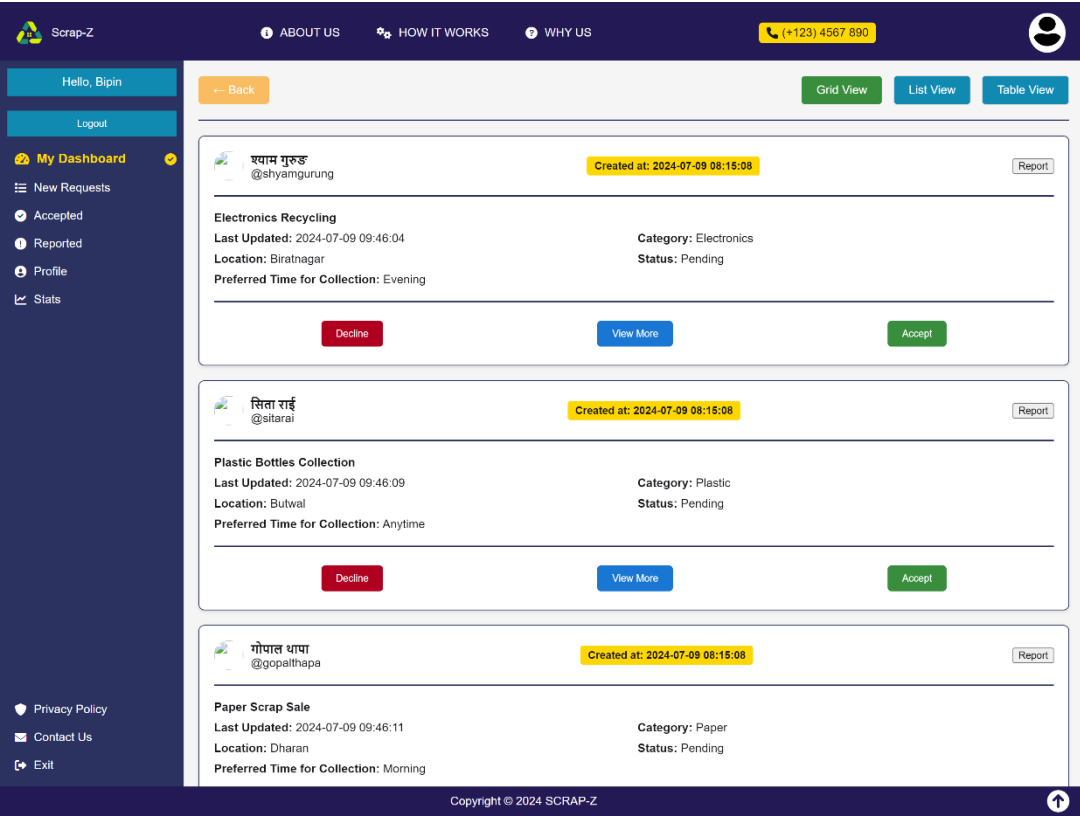 Scrap-Z
ABOUT US
HOW IT WORKS
WHY US
(+123) 4567 890
Hello, Bipin
Logout
My Dashboard
New Requests
Accepted
Reported
Profile
Stats
Privacy Policy
Contact Us
Exit
← Back
Grid View
List View
Table View
श्याम गुरुङ
@shyamgurung
Created at: 2024-07-09 08:15:08
Report
Electronics Recycling
Last Updated: 2024-07-09 09:46:04
Category: Electronics
Location: Biratnagar
Status: Pending
Preferred Time for Collection: Evening
Decline
View More
Accept
सिता राई
@sitarai
Created at: 2024-07-09 08:15:08
Report
Plastic Bottles Collection
Last Updated: 2024-07-09 09:46:09
Category: Plastic
Location: Butwal
Status: Pending
Preferred Time for Collection: Anytime
Decline
View More
Accept
गोपाल थापा
@gopalthapa
Created at: 2024-07-09 08:15:08
Report
Paper Scrap Sale
Last Updated: 2024-07-09 09:46:11
Category: Paper
Location: Dharan
Status: Pending
Preferred Time for Collection: Morning
Copyright © 2024 SCRAP-Z